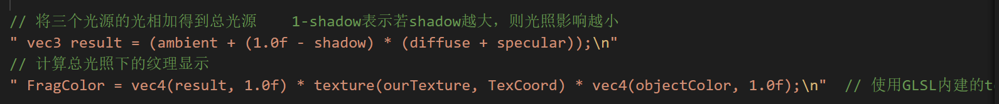 // 将三个光源的光相加得到总光源    1-shadow表示若shadow越大，则光照影响越小
" vec3 result = (ambient + (1.0f - shadow) * (diffuse + specular));\n"
// 计算总光照下的纹理显示
" FragColor = vec4(result, 1.0f) * texture(ourTexture, TexCoord) * vec4(objectColor, 1.0f);\n"  // 使用GLSL内建的t